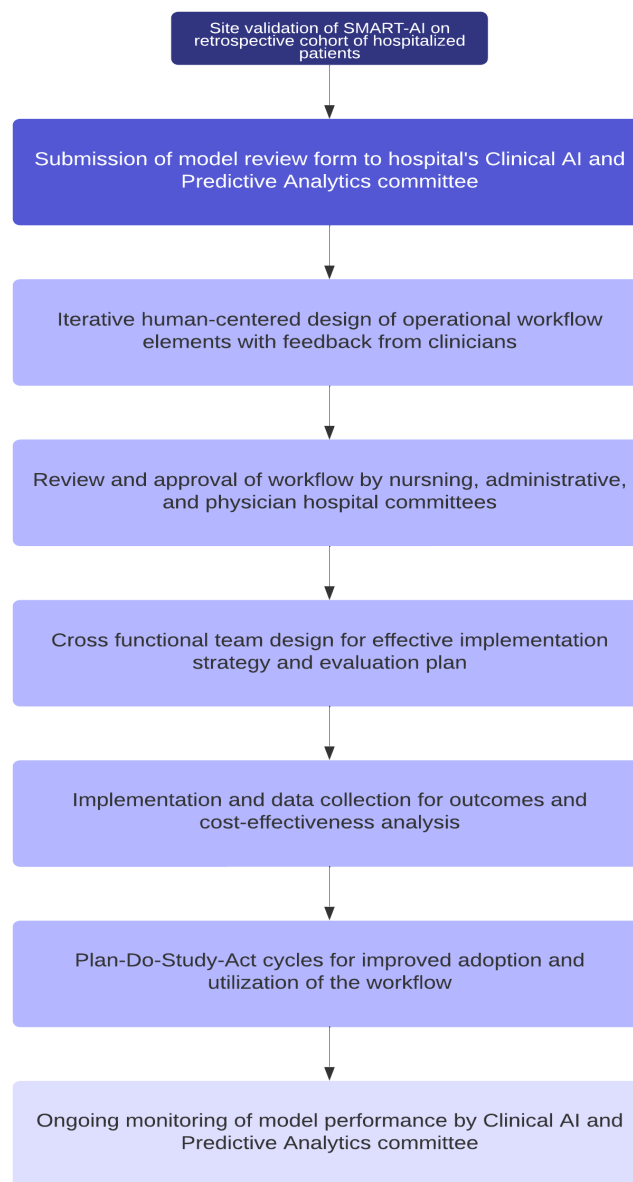 Site validation of SMART-AI on
retrospective cohort of hospitalized
patients
Submission of model review form to hospital's Clinical AI and
Predictive Analytics committee
Iterative human-centered design of operational workflow
elements with feedback from clinicians
Review and approval of workflow by nursning, administrative,
and physician hospital committees
Cross functional team design for effective implementation
strategy and evaluation plan
Implementation and data collection for outcomes and
cost-effectiveness analysis
Plan-Do-Study-Act cycles for improved adoption and
utilization of the workflow
Ongoing monitoring of model performance by Clinical AI and
Predictive Analytics committee